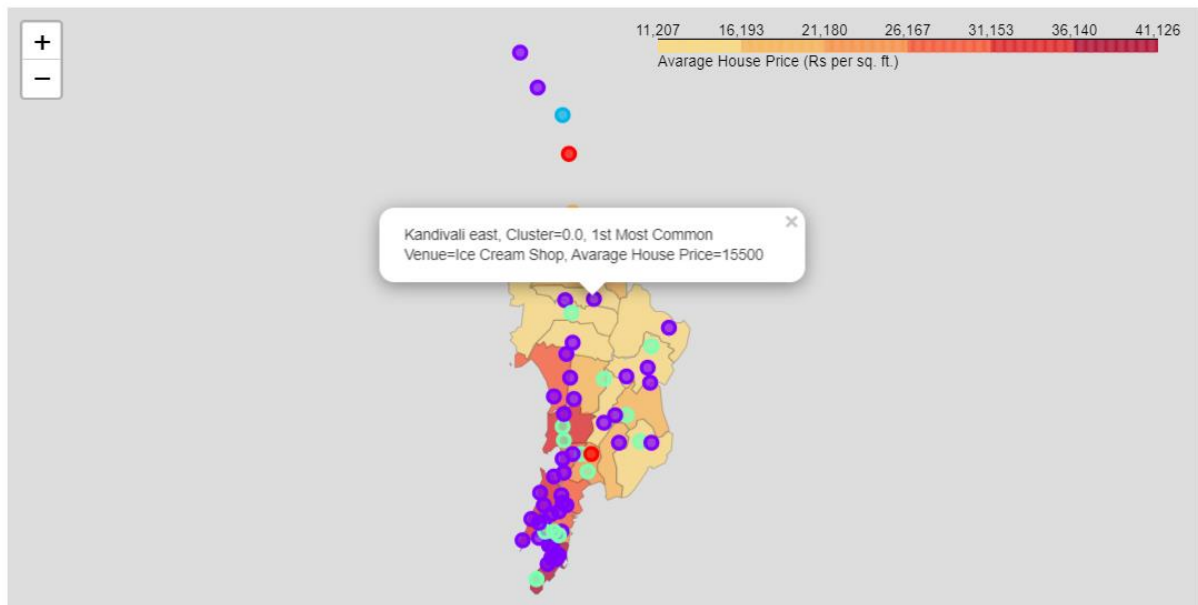 +
−
11,207 16,193 21,180 26,167 31,153 36,140 41,126
Avarage House Price (Rs per sq. ft.)
×
Kandivali east, Cluster=0.0, 1st Most Common
Venue=Ice Cream Shop, Avarage House Price=15500